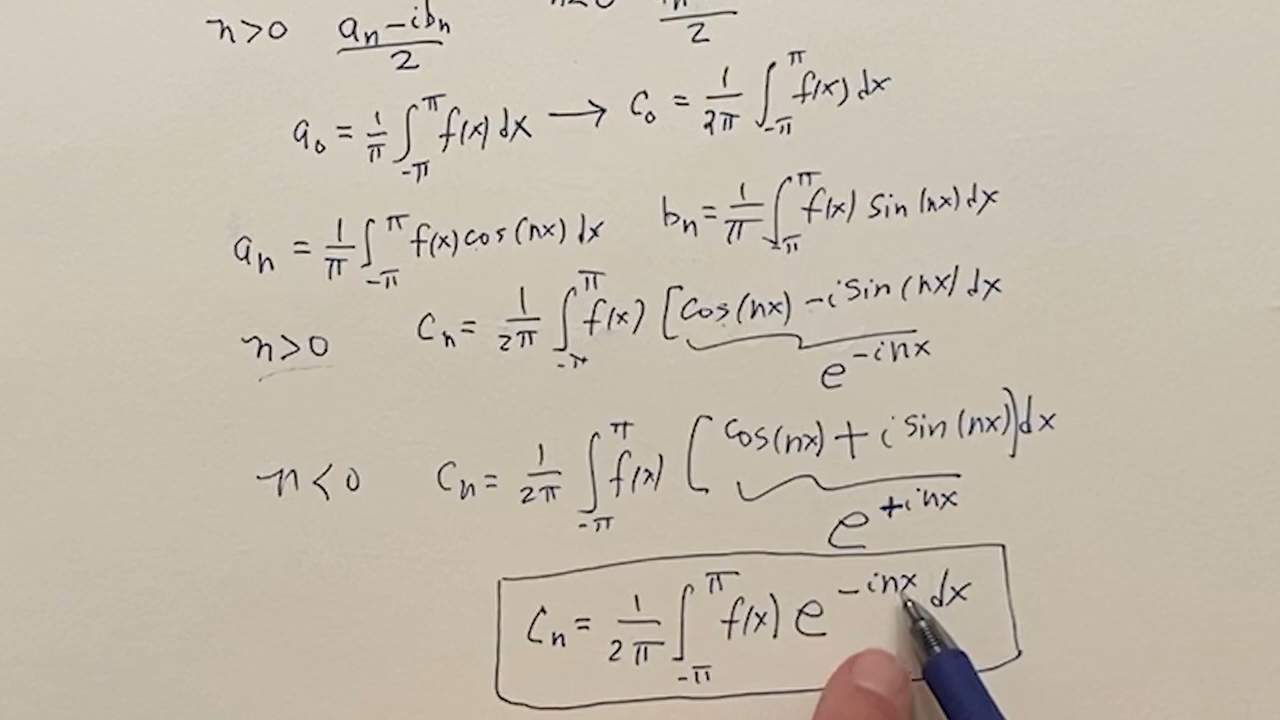 n>0 (a_n - ib_n)/2
a_0 = 1/π ∫_{-π}^{π} f(x) dx → C_0 = 1/2π ∫_{-π}^{π} f(x) dx
a_n = 1/π ∫_{-π}^{π} f(x) cos(nx) dx b_n = 1/π ∫_{-π}^{π} f(x) sin(nx) dx
n>0 C_n = 1/2π ∫_{-π}^{π} f(x) [cos(nx) - i sin(nx) dx
e^{-inx}
n<0 C_n = 1/2π ∫_{-π}^{π} f(x) [cos(nx) + i sin(nx)] dx
e^{+inx}
C_n = 1/2π ∫_{-π}^{π} f(x) e^{-inx} dx